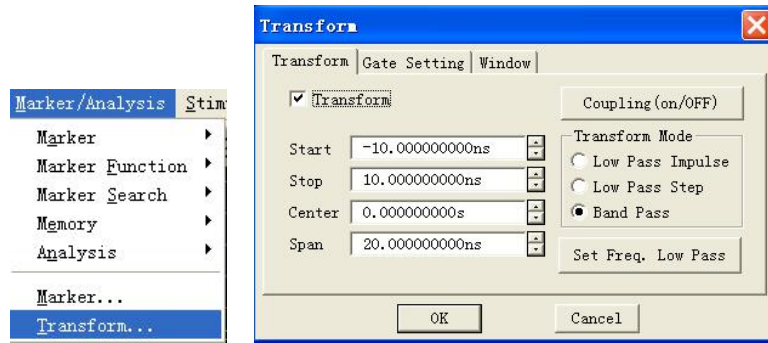 Marker/Analysis Stim
Marker
Marker Function
Marker Search
Memory
Analysis
Marker...
Transform...
Transform
Transform Gate Setting Window
Transform
Coupling(on/OFF)
Start -10.000000000ns
Stop 10.000000000ns
Center 0.000000000s
Span 20.000000000ns
Transform Mode
Low Pass Impulse
Low Pass Step
Band Pass
Set Freq. Low Pass
OK Cancel